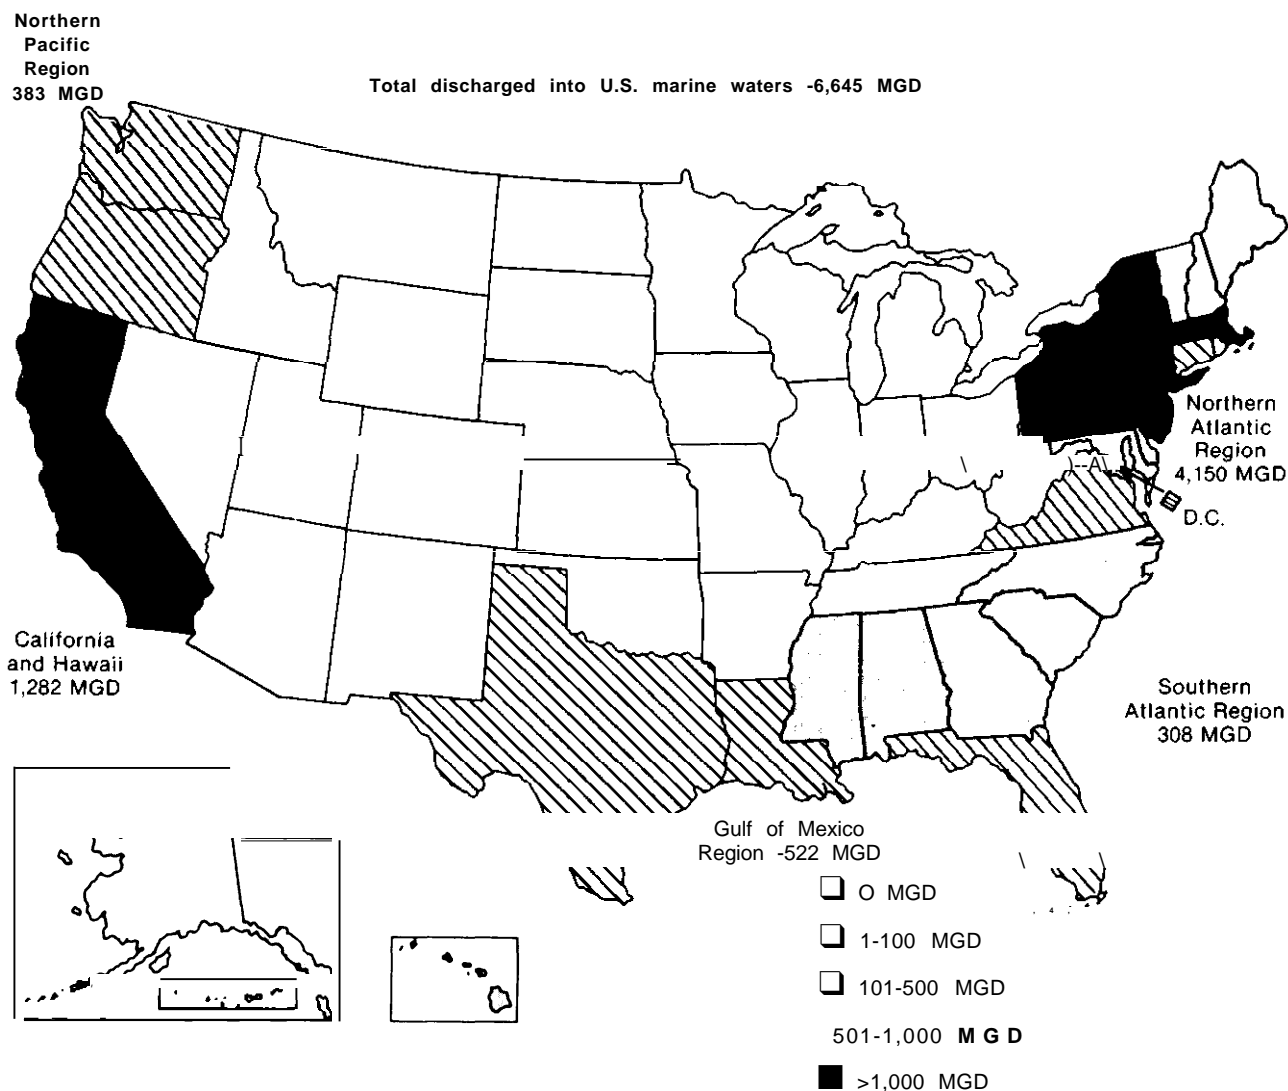 Northern
Pacific
Region
383 MGD
Total discharged into U.S. marine waters -6,645 MGD
Northern
Atlantic
Region
4,150 MGD
D.C.
California
and Hawaii
1,282 MGD
Southern
Atlantic Region
308 MGD
Gulf of Mexico
Region -522 MGD
O MGD
1-100 MGD
101-500 MGD
501-1,000 MGD
>1,000 MGD